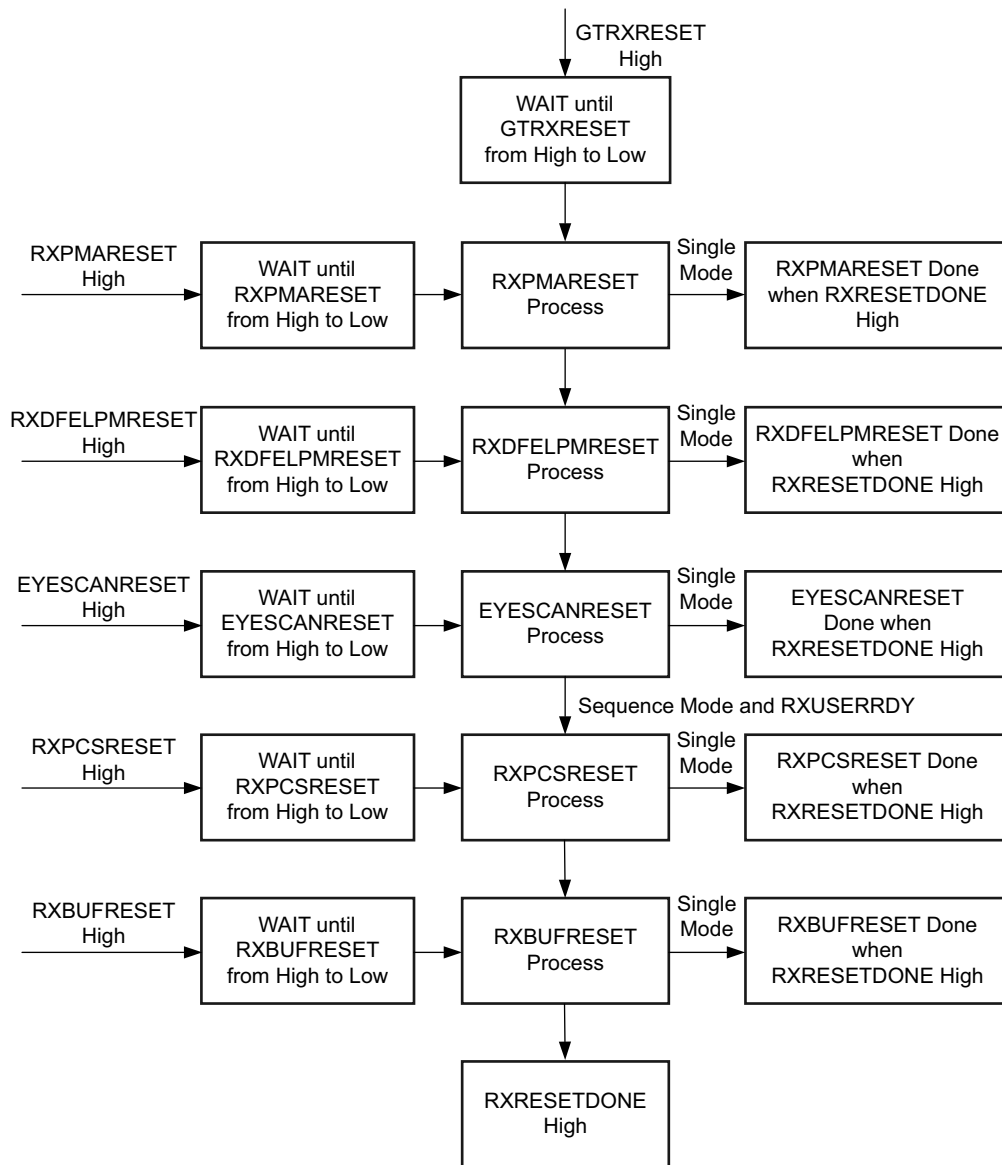 GTRXRESET
High
WAIT until
GTRXRESET
from High to Low
RXPMARESET
High
WAIT until
RXPMARESET
from High to Low
RXPMARESET
Process
Single
Mode
RXPMARESET Done
when RXRESETDONE
High
RXDFELPMRESET
High
WAIT until
RXDFELPMRESET
from High to Low
RXDFELPMRESET
Process
Single
Mode
RXDFELPMRESET Done
when
RXRESETDONE High
EYESCANRESET
High
WAIT until
EYESCANRESET
from High to Low
EYESCANRESET
Process
Single
Mode
EYESCANRESET
Done when
RXRESETDONE High
Sequence Mode and RXUSERRDY
RXPCSRESET
High
WAIT until
RXPCSRESET
from High to Low
RXPCSRESET
Process
Single
Mode
RXPCSRESET Done
when
RXRESETDONE High
RXBUFRESET
High
WAIT until
RXBUFRESET
from High to Low
RXBUFRESET
Process
Single
Mode
RXBUFRESET Done
when
RXRESETDONE High
RXRESETDONE
High